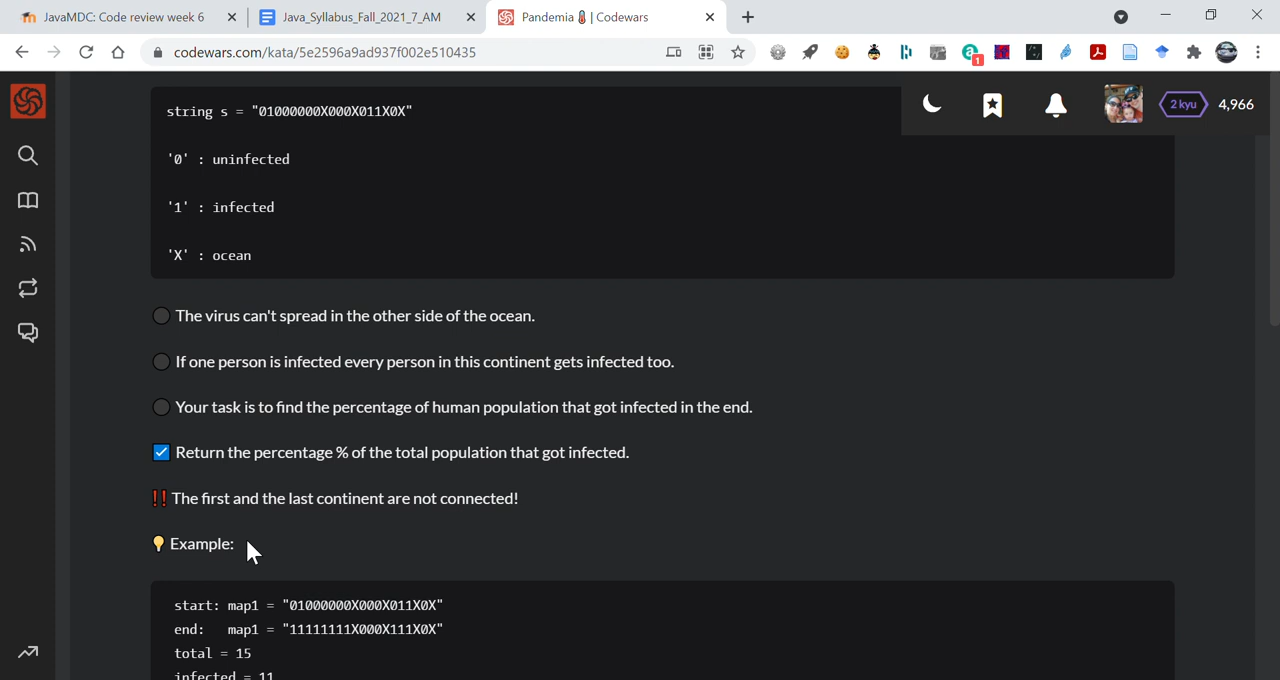 JavaMDC: Code review week 6
Java_Syllabus_Fall_2021_7_AM
Pandemia🌡️ | Codewars
codewars.com/kata/5e2596a9ad937f002e510435
1
2 kyu 4,966
string s = "01000000X000X011X0X"
'0' : uninfected
'1' : infected
'X' : ocean
⚫ The virus can't spread in the other side of the ocean.
⚫ If one person is infected every person in this continent gets infected too.
⚫ Your task is to find the percentage of human population that got infected in the end.
☑️ Return the percentage % of the total population that got infected.
‼️ The first and the last continent are not connected!
💡 Example:
start: map1 = "01000000X000X011X0X"
end:   map1 = "11111111X000X111X0X"
total = 15
infected = 11